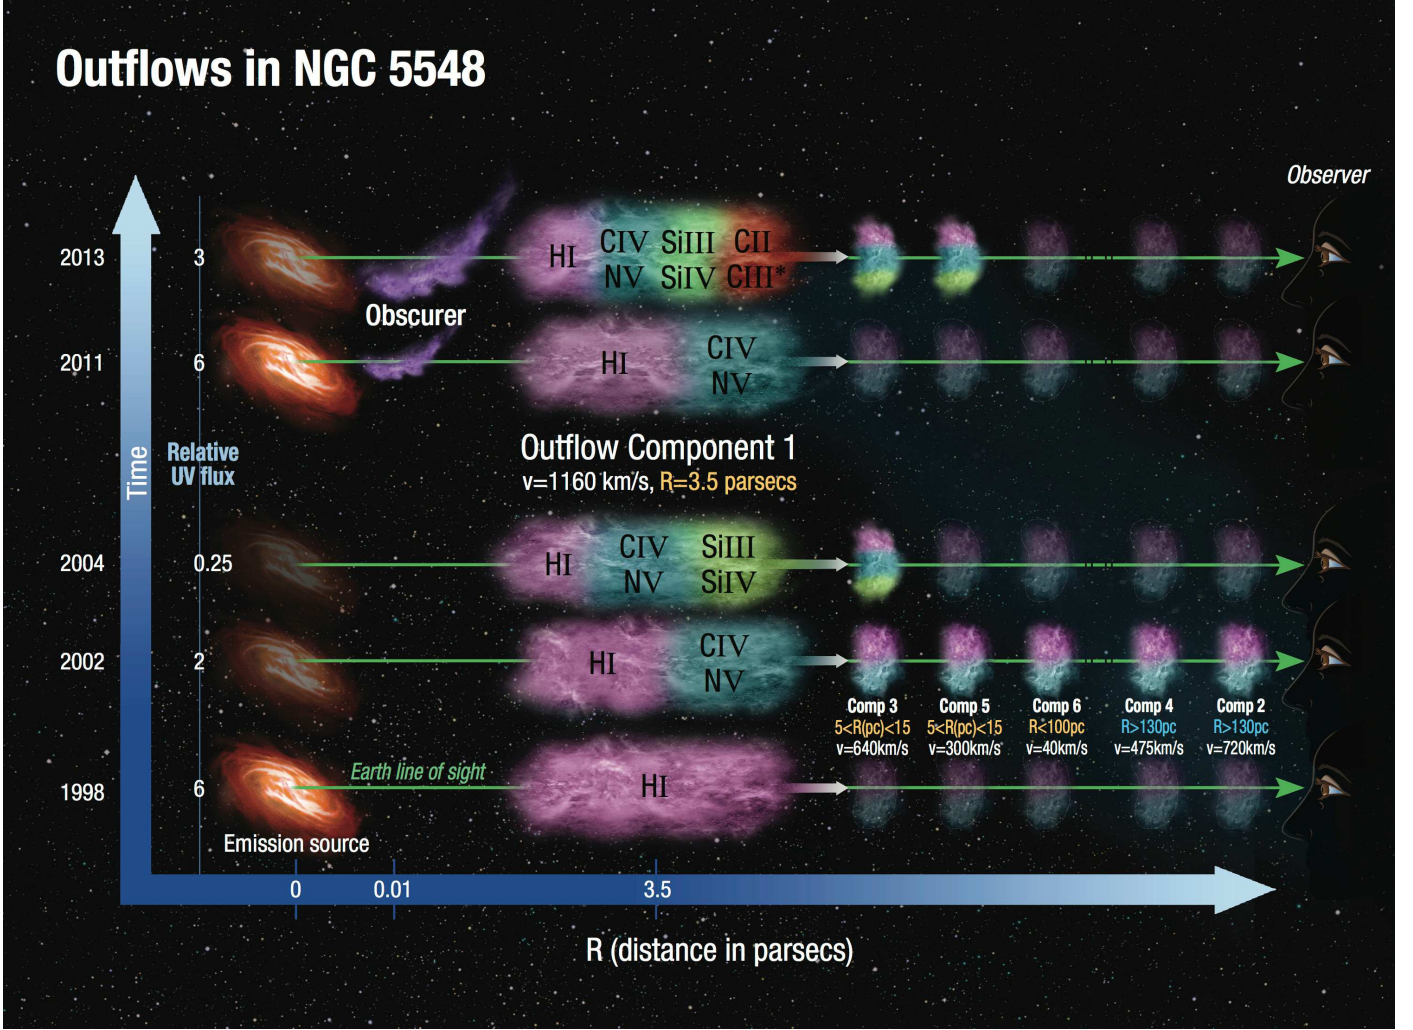 Outflows in NGC 5548
Observer
2013
3
HI
CIV SiIII CII
NV SiIV CIII*
Obscurer
2011
6
HI
CIV
NV
Time
Relative
UV flux
Outflow Component 1
v=1160 km/s, R=3.5 parsecs
2004
0.25
HI
CIV SiIII
NV SiIV
2002
2
HI
CIV
NV
Comp 3 Comp 5 Comp 6 Comp 4 Comp 2
5<R(pc)<15 5<R(pc)<15 R<100pc R>130pc R>130pc
v=640km/s v=300km/s v=40km/s v=475km/s v=720km/s
1998
6
Earth line of sight
HI
Emission source
0 0.01 3.5
R (distance in parsecs)